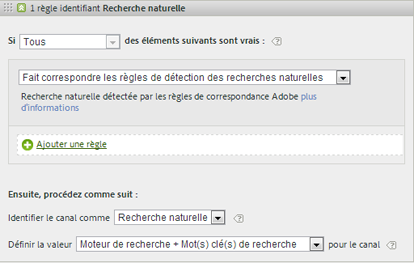 1 règle identifiant Recherche naturelle
Si Tous des éléments suivants sont vrais :
Fait correspondre les règles de détection des recherches naturelles
Recherche naturelle détectée par les règles de correspondance Adobe plus
d'informations
Ajouter une règle
Ensuite, procédez comme suit :
Identifier le canal comme Recherche naturelle
Définir la valeur Moteur de recherche + Mot(s) clé(s) de recherche pour le canal